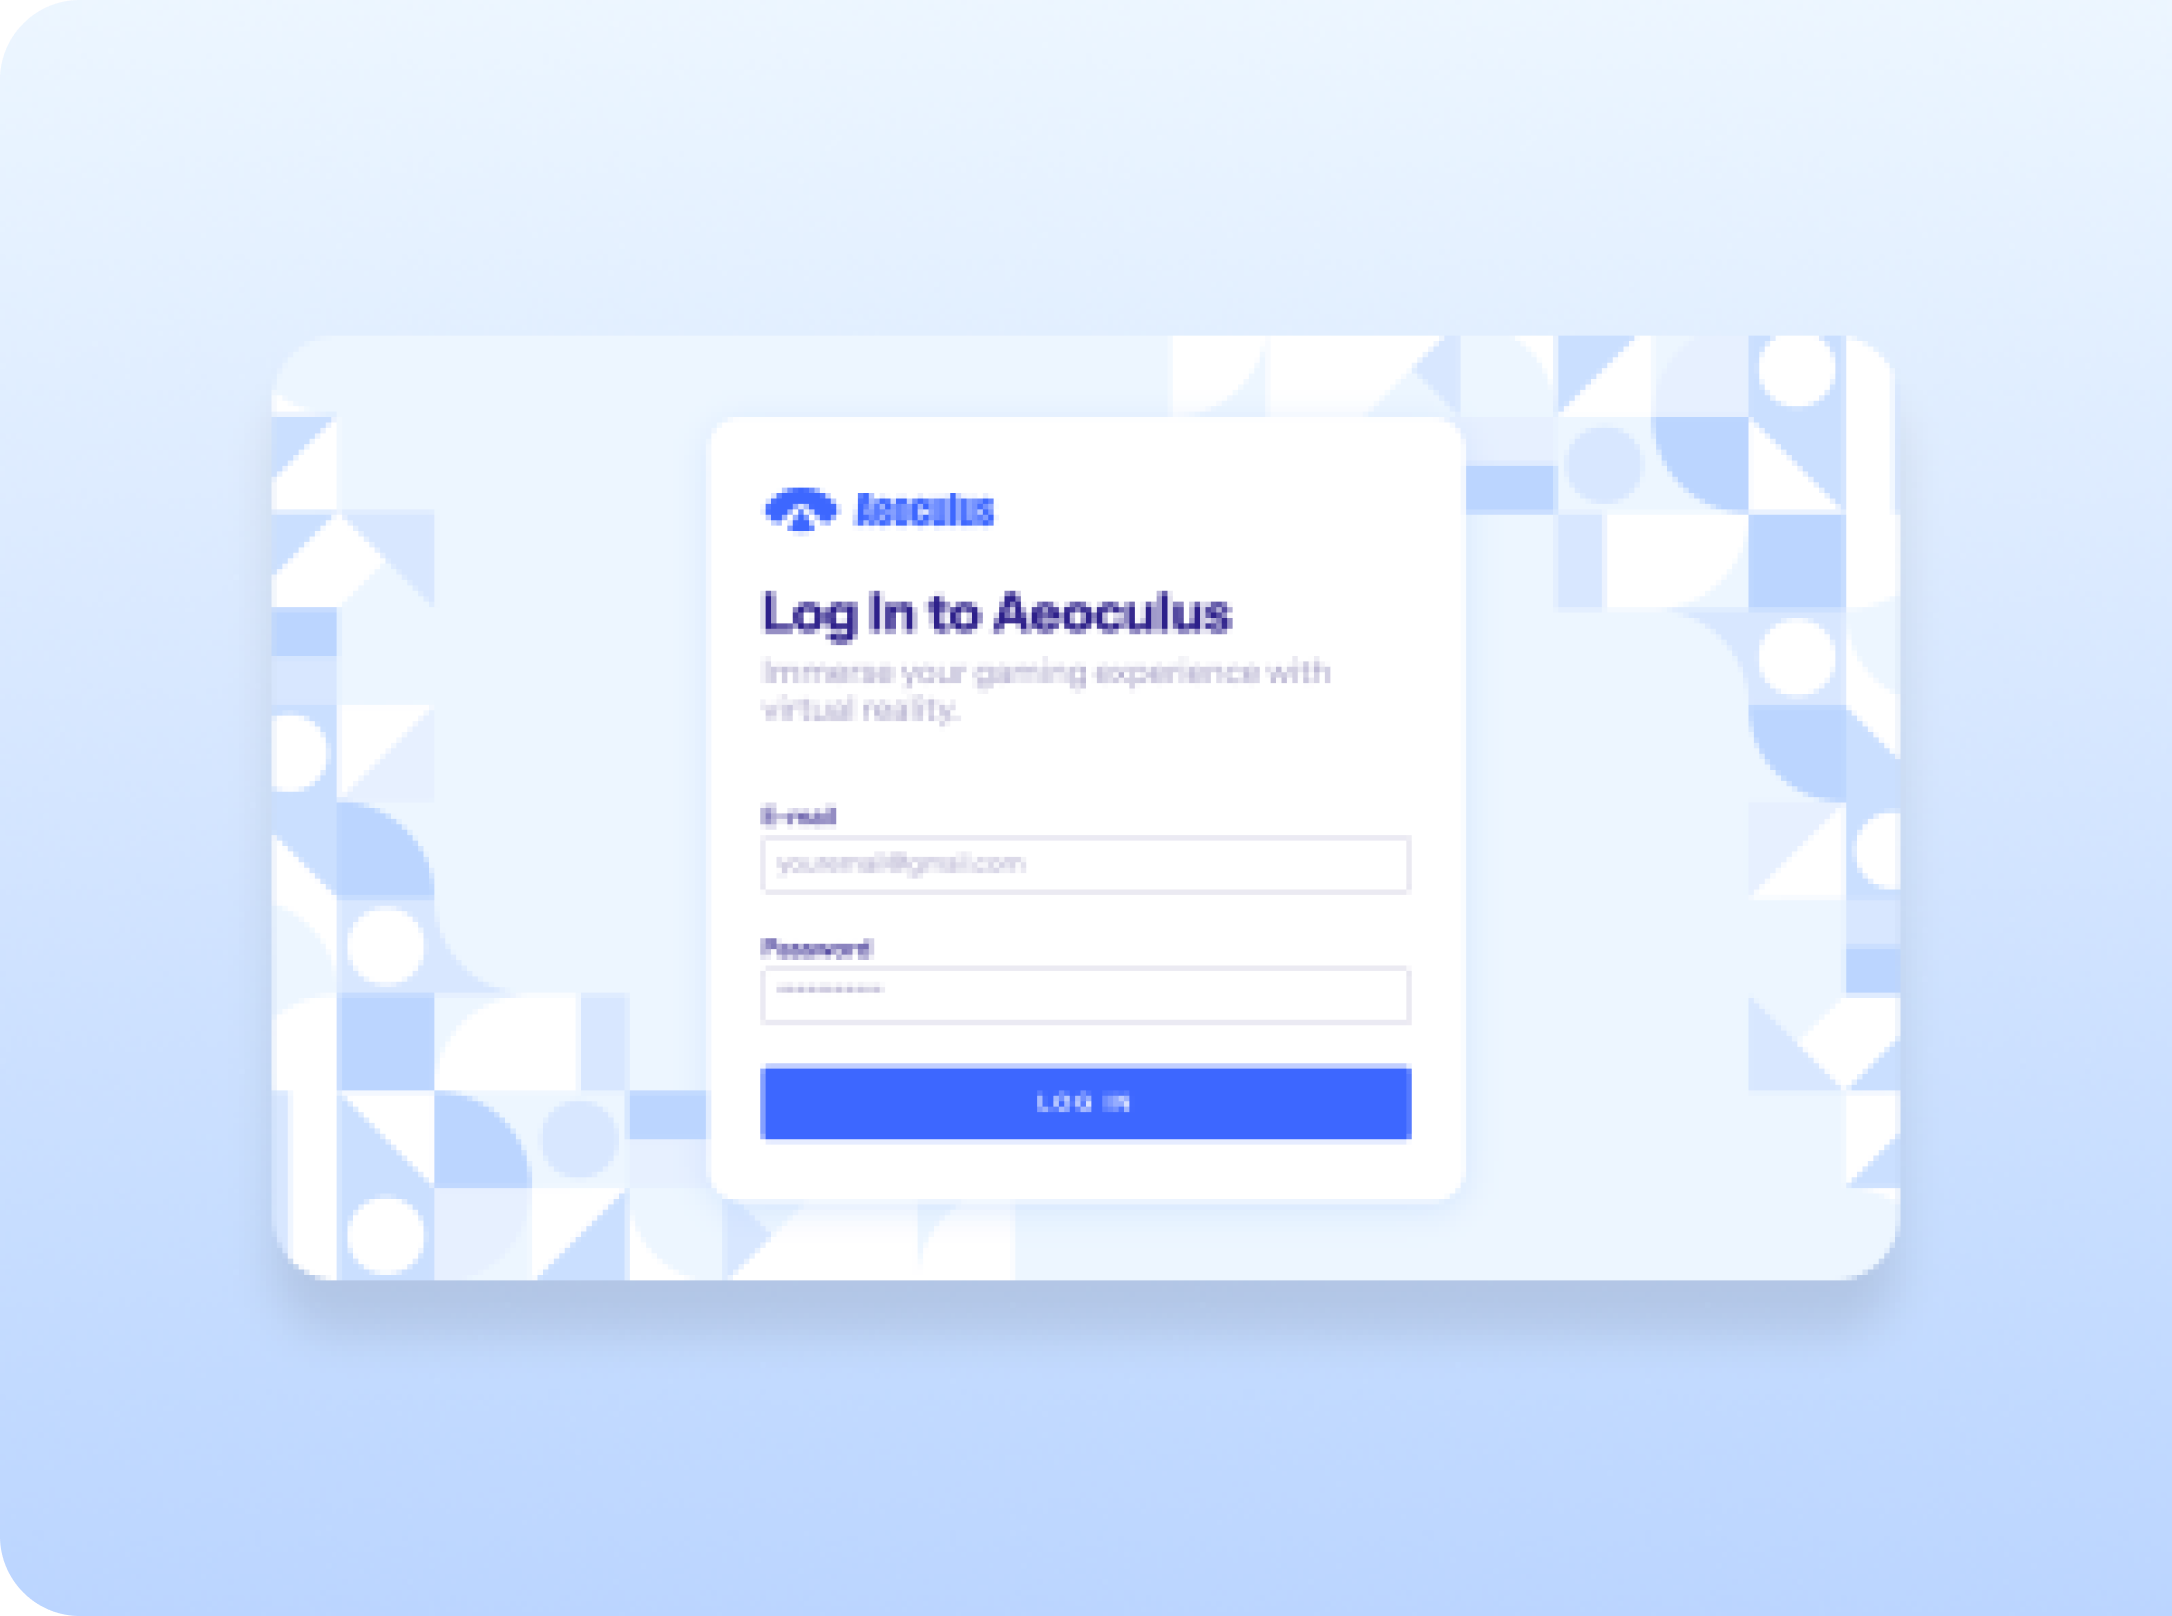 Aeoculus
Log in to Aeoculus
Immerse your gaming experience with
virtual reality.
E-mail
youremail@gmail.com
Password
LOG IN